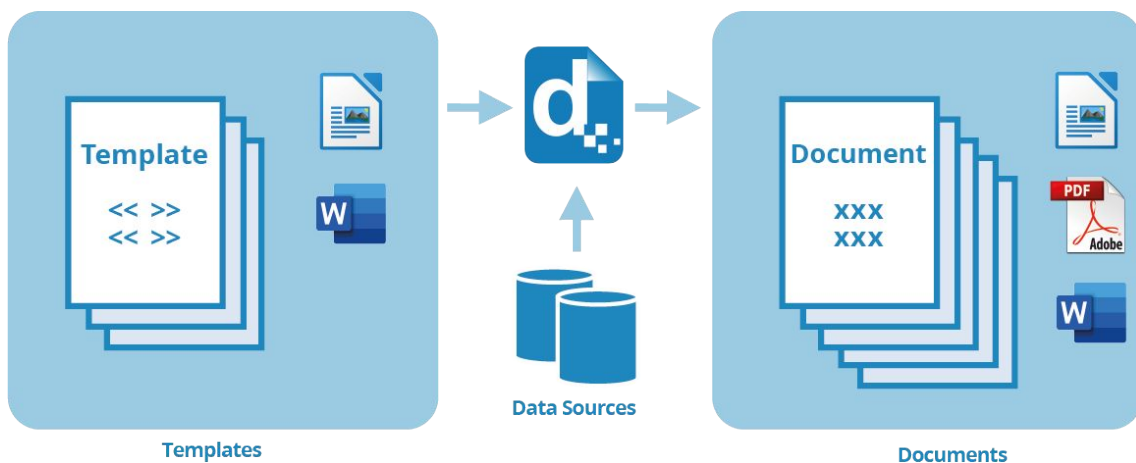 Template
<< >>
<< >>
W
Templates
d
Data Sources
Document
xxx
xxx
PDF
Adobe
W
Documents